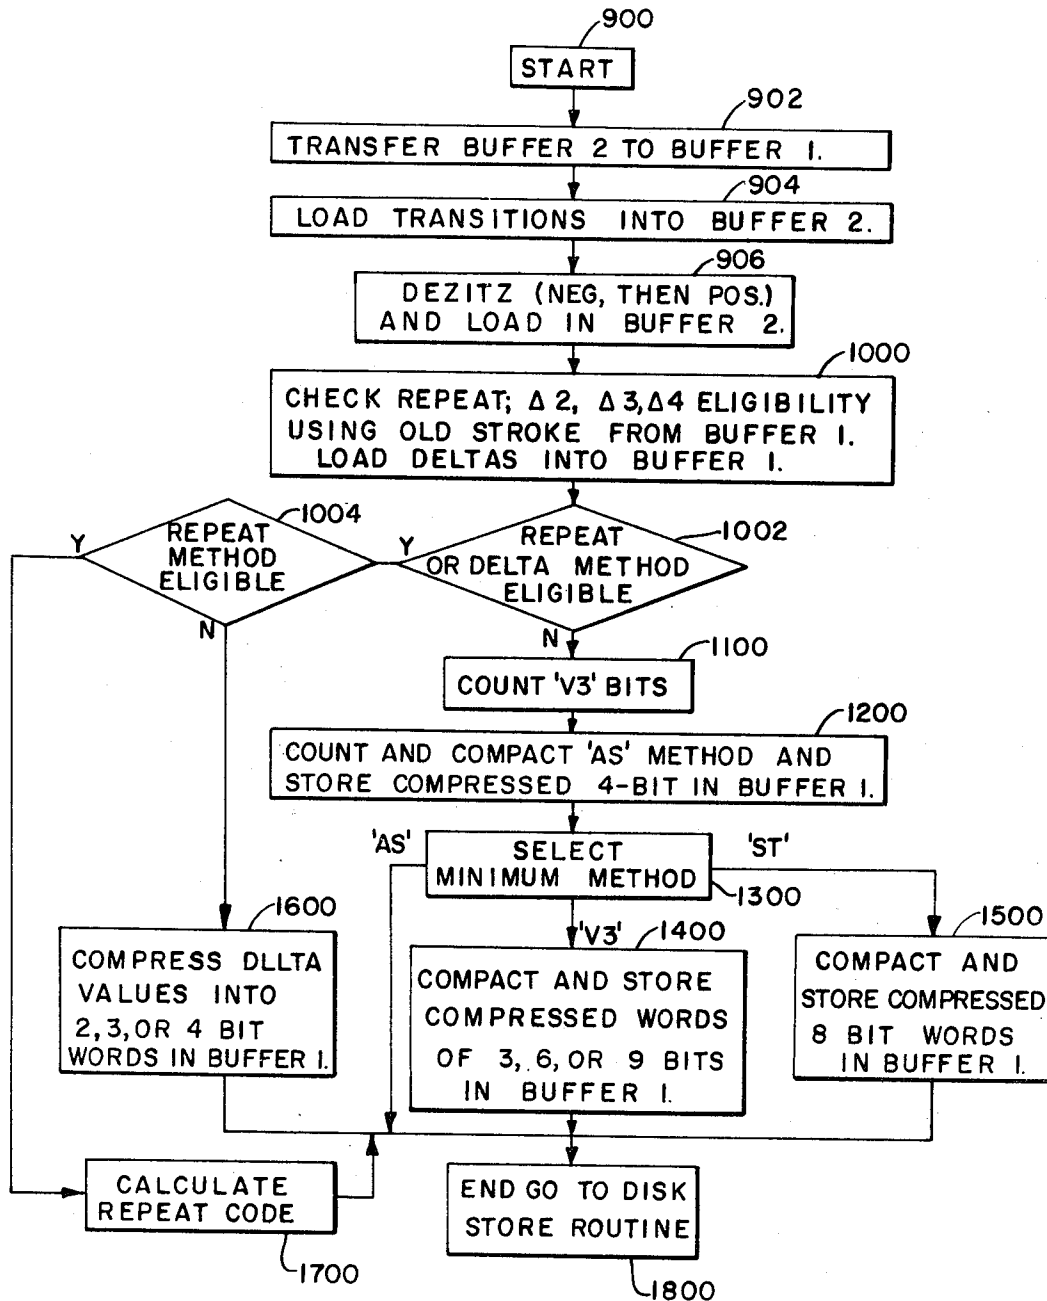 900
START
902
TRANSFER BUFFER 2 TO BUFFER 1.
904
LOAD TRANSITIONS INTO BUFFER 2.
906
DEZITZ (NEG, THEN POS.)
AND LOAD IN BUFFER 2.
1000
CHECK REPEAT; Δ2, Δ3,Δ4 ELIGIBILITY
USING OLD STROKE FROM BUFFER 1.
LOAD DELTAS INTO BUFFER 1.
1004
Y
REPEAT
METHOD
ELIGIBLE
N
1002
Y
REPEAT
OR DELTA METHOD
ELIGIBLE
N
1100
COUNT 'V3' BITS
1200
COUNT AND COMPACT 'AS' METHOD AND
STORE COMPRESSED 4-BIT IN BUFFER 1.
'AS'
SELECT
MINIMUM METHOD
'ST'
1300
1600
COMPRESS DLLTA
VALUES INTO
2,3,OR 4 BIT
WORDS IN BUFFER 1.
'V3'
1400
COMPACT AND STORE
COMPRESSED WORDS
OF 3, 6, OR 9 BITS
IN BUFFER 1.
1500
COMPACT AND
STORE COMPRESSED
8 BIT WORDS
IN BUFFER 1.
CALCULATE
REPEAT CODE
1700
END GO TO DISK
STORE ROUTINE
1800